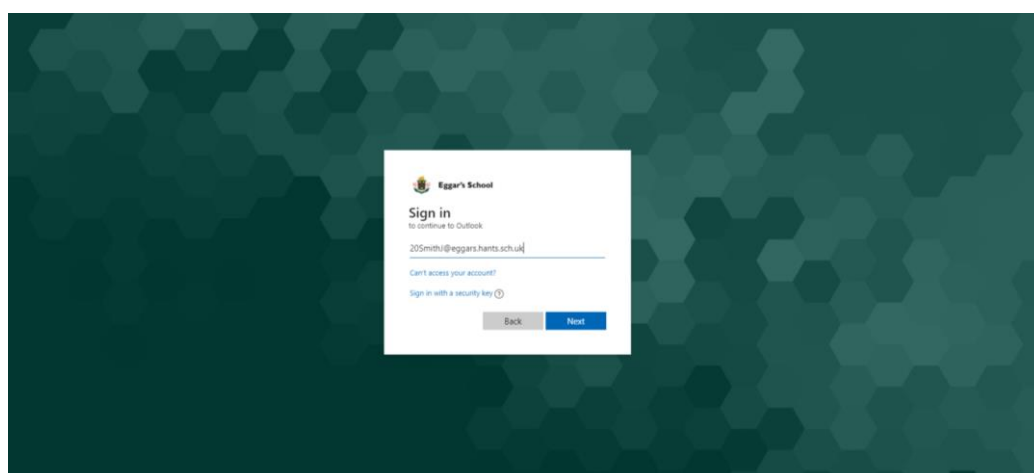 Eggar's School
Sign in
to continue to Outlook
20SmithJ@eggars.hants.sch.uk
Can't access your account?
Sign in with a security key ?
Back Next